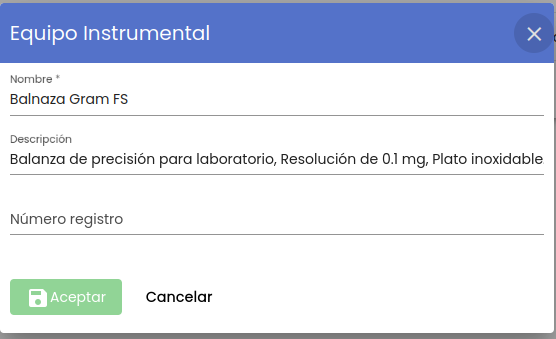 Equipo Instrumental
Nombre *
Balnaza Gram FS
Descripción
Balanza de precisión para laboratorio, Resolución de 0.1 mg, Plato inoxidable
Número registro
Aceptar
Cancelar